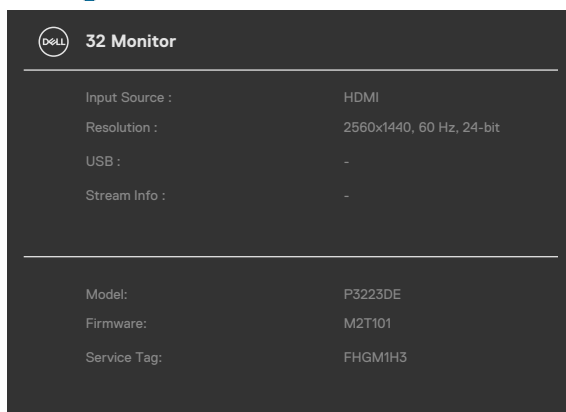 DELL 32 Monitor
Input Source : HDMI
Resolution : 2560x1440, 60 Hz, 24-bit
USB : -
Stream Info : -
Model: P3223DE
Firmware: M2T101
Service Tag: FHGM1H3